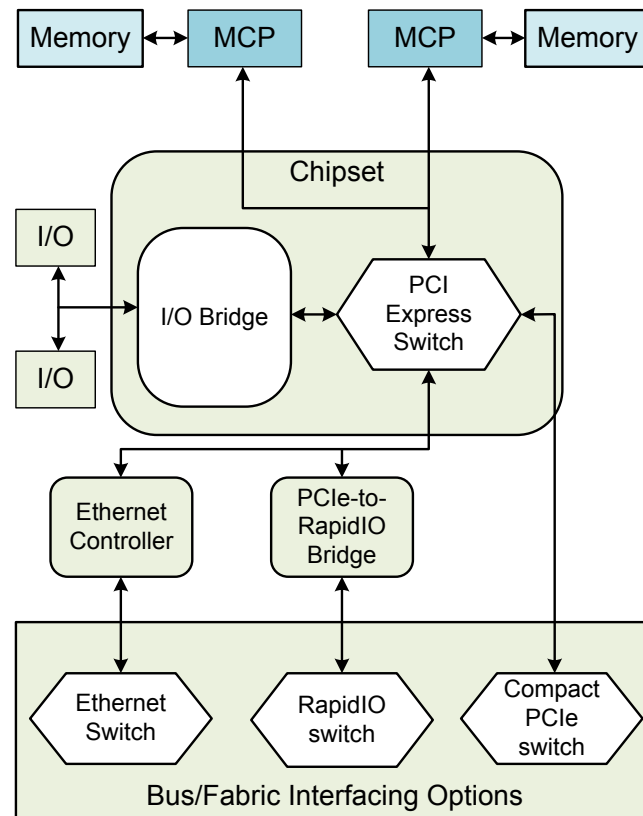 Memory
MCP
MCP
Memory
Chipset
I/O
I/O
I/O Bridge
PCI
Express
Switch
Ethernet
Controller
PCIe-to-
RapidIO
Bridge
Ethernet
Switch
RapidIO
switch
Compact
PCIe
switch
Bus/Fabric Interfacing Options